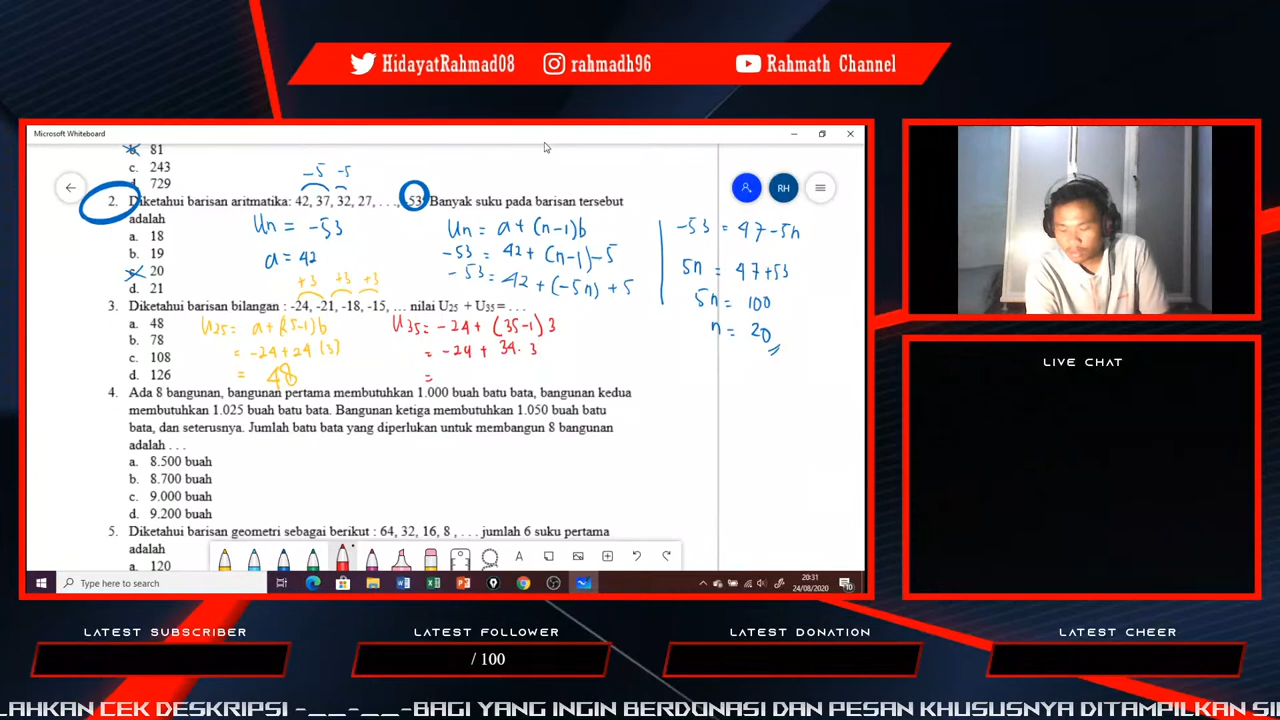 HidayatRahmad08
rahmadh96
Rahmath Channel
Microsoft Whiteboard
b. 81
c. 243
d. 729
-5 -5
2. Diketahui barisan aritmatika: 42, 37, 32, 27, . . ., -53. Banyak suku pada barisan tersebut
adalah
a. 18
b. 19
c. 20
d. 21
Un = -53
a = 42
Un = a + (n-1)b
-53 = 42 + (n-1)-5
-53 = 42 + (-5n) + 5
-53 = 47-5n
5n = 47+53
5n = 100
n = 20
+3 +3 +3
3. Diketahui barisan bilangan : -24, -21, -18, -15, … nilai U25 + U35 = …
a. 48
b. 78
c. 108
d. 126
U25 = a+(25-1)b
= -24+24 (3)
= 48
U35 = -24 + (35-1) 3
= -24 + 34. 3
=
4. Ada 8 bangunan, bangunan pertama membutuhkan 1.000 buah batu bata, bangunan kedua
membutuhkan 1.025 buah batu bata. Bangunan ketiga membutuhkan 1.050 buah batu
bata, dan seterusnya. Jumlah batu bata yang diperlukan untuk membangun 8 bangunan
adalah . . .
a. 8.500 buah
b. 8.700 buah
c. 9.000 buah
d. 9.200 buah
5. Diketahui barisan geometri sebagai berikut : 64, 32, 16, 8 , . . . jumlah 6 suku pertama
adalah
a. 120
RH
Type here to search
20:31
24/08/2020
LIVE CHAT
LATEST SUBSCRIBER
LATEST FOLLOWER
LATEST DONATION
LATEST CHEER
/ 100
LAHKAN CEK DESKRIPSI -__-__-BAGI YANG INGIN BERDONASI DAN PESAN KHUSUSNYA DITAMPILKAN SI